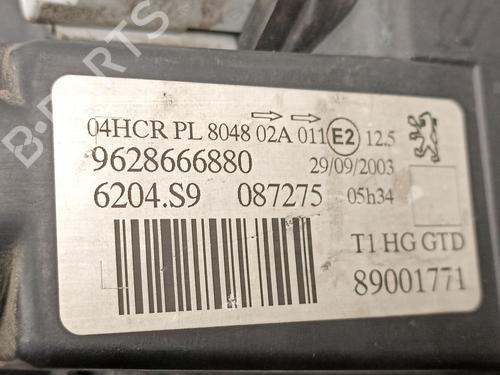 04HCR PL 8048 02A 011 E2 12.5
9628666880 29/09/2003
6204.S9 087275 05h34
T1 HG GTD
89001771
B-PARTS